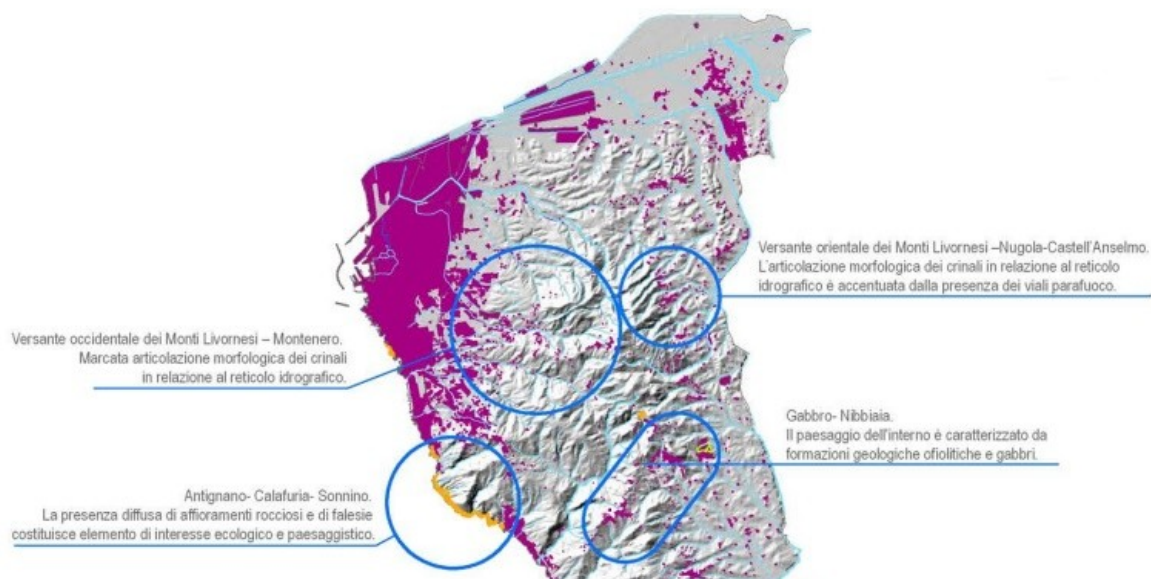 Versante orientale dei Monti Livornesi –Nugola-Castell'Anselmo.
L'articolazione morfologica dei crinali in relazione al reticolo
idrografico è accentuata dalla presenza dei viali parafuoco.
Versante occidentale dei Monti Livornesi – Montenero.
Marcata articolazione morfologica dei crinali
in relazione al reticolo idrografico.
Gabbro- Nibbiaia.
Il paesaggio dell'interno è caratterizzato da
formazioni geologiche ofiolitiche e gabbri.
Antignano- Calafuria- Sonnino.
La presenza diffusa di affioramenti rocciosi e di falesie
costituisce elemento di interesse ecologico e paesaggistico.